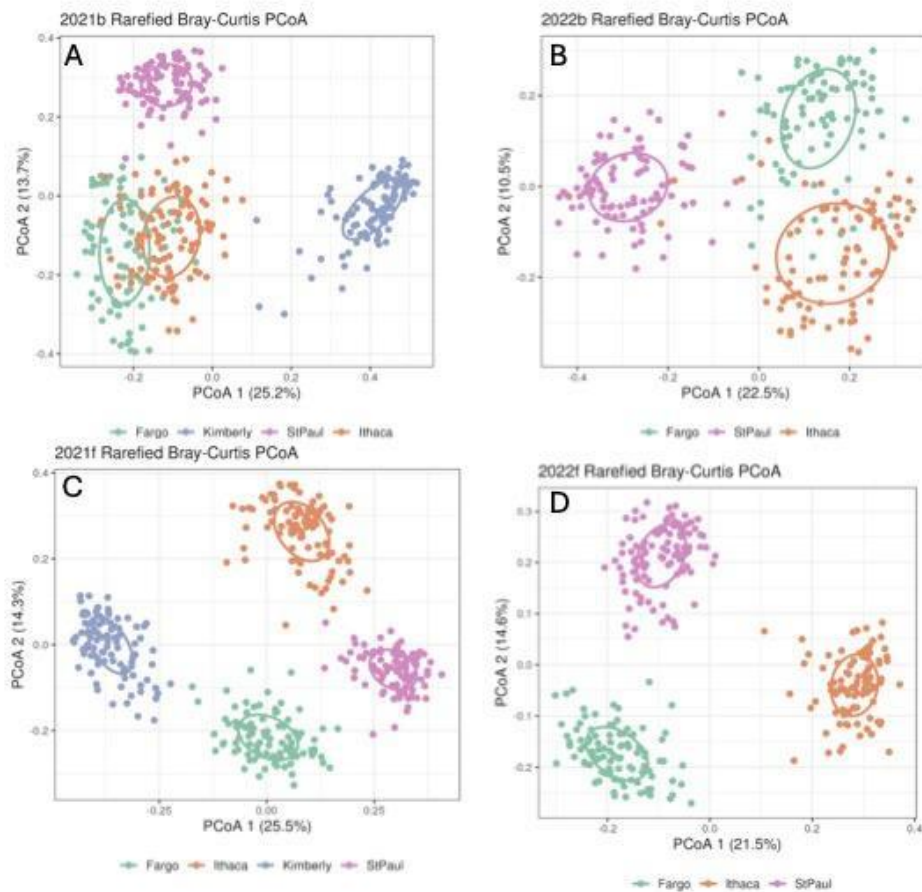 2021b Rarefied Bray-Curtis PCoA
A
0.4
0.2
0.0
-0.2
-0.4
PCoA 2 (13.7%)
-0.2
0.0
0.2
0.4
PCoA 1 (25.2%)
Fargo Kimberly StPaul Ithaca
2022b Rarefied Bray-Curtis PCoA
B
0.2
0.0
-0.2
PCoA 2 (10.5%)
-0.4
-0.2
0.0
0.2
PCoA 1 (22.5%)
Fargo StPaul Ithaca
2021f Rarefied Bray-Curtis PCoA
C
0.4
0.2
0.0
-0.2
PCoA 2 (14.3%)
-0.25
0.00
0.25
PCoA 1 (25.5%)
Fargo Ithaca Kimberly StPaul
2022f Rarefied Bray-Curtis PCoA
D
0.3
0.2
0.1
0.0
-0.1
-0.2
PCoA 2 (14.6%)
-0.2
0.0
0.2
0.4
PCoA 1 (21.5%)
Fargo Ithaca StPaul